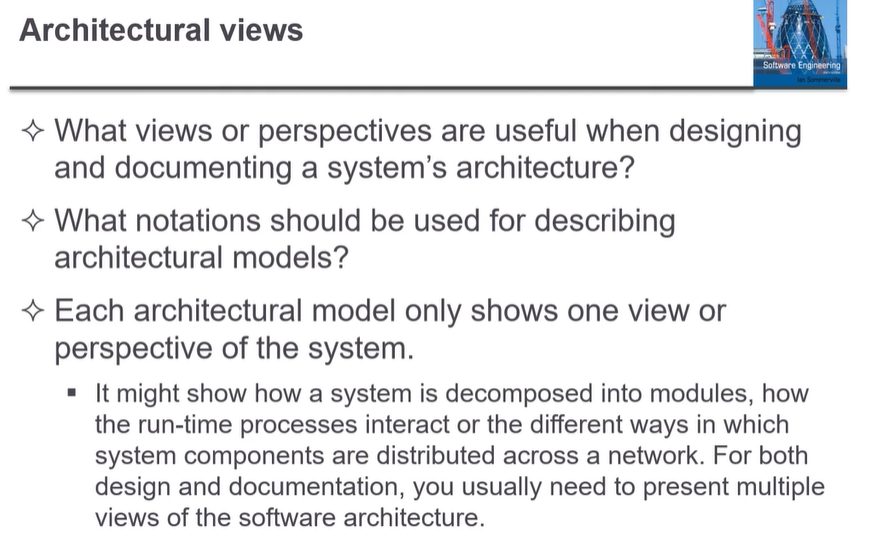 Architectural views
Software Engineering
Ian Sommerville
✧ What views or perspectives are useful when designing
and documenting a system’s architecture?
✧ What notations should be used for describing
architectural models?
✧ Each architectural model only shows one view or
perspective of the system.
▪ It might show how a system is decomposed into modules, how
the run-time processes interact or the different ways in which
system components are distributed across a network. For both
design and documentation, you usually need to present multiple
views of the software architecture.